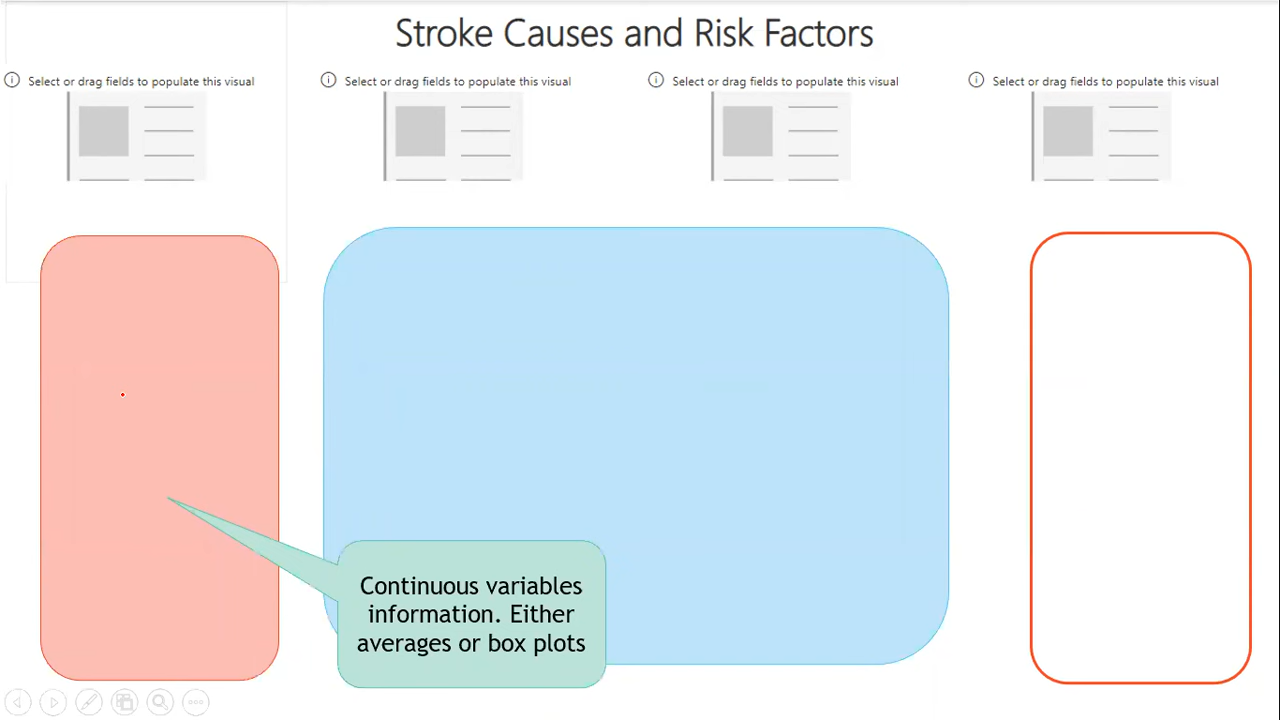 Stroke Causes and Risk Factors
Select or drag fields to populate this visual
Select or drag fields to populate this visual
Select or drag fields to populate this visual
Select or drag fields to populate this visual
Continuous variables
information. Either
averages or box plots